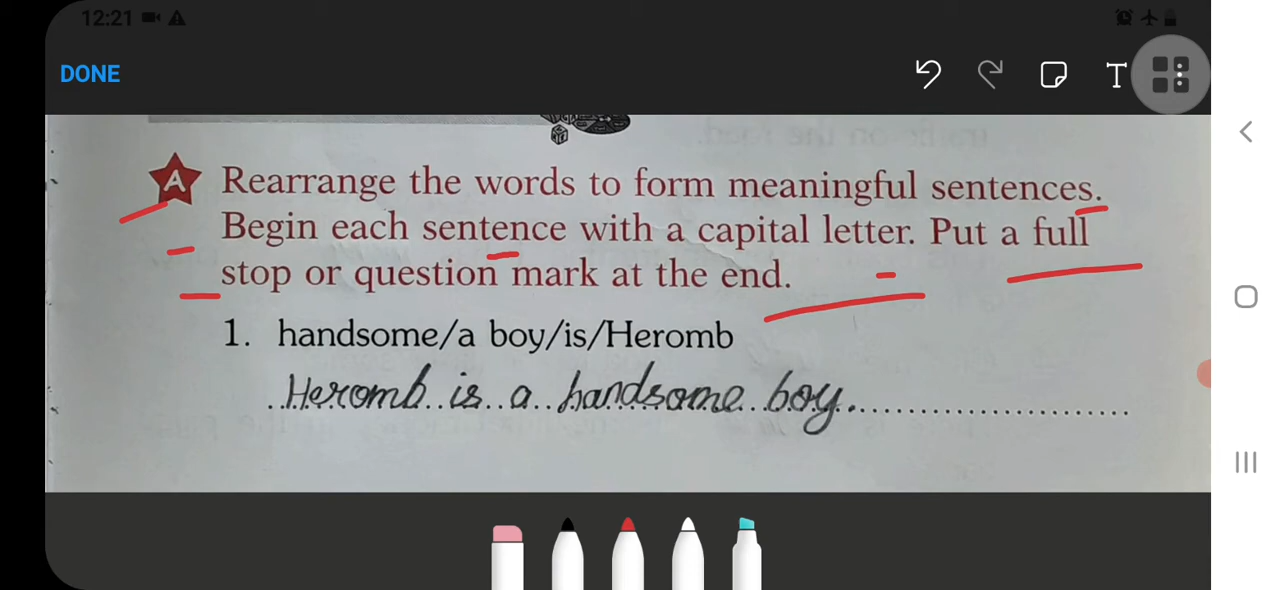 12:21
DONE
T
A Rearrange the words to form meaningful sentences.
Begin each sentence with a capital letter. Put a full
stop or question mark at the end.
1. handsome/a boy/is/Heromb
Heromb is a handsome boy.